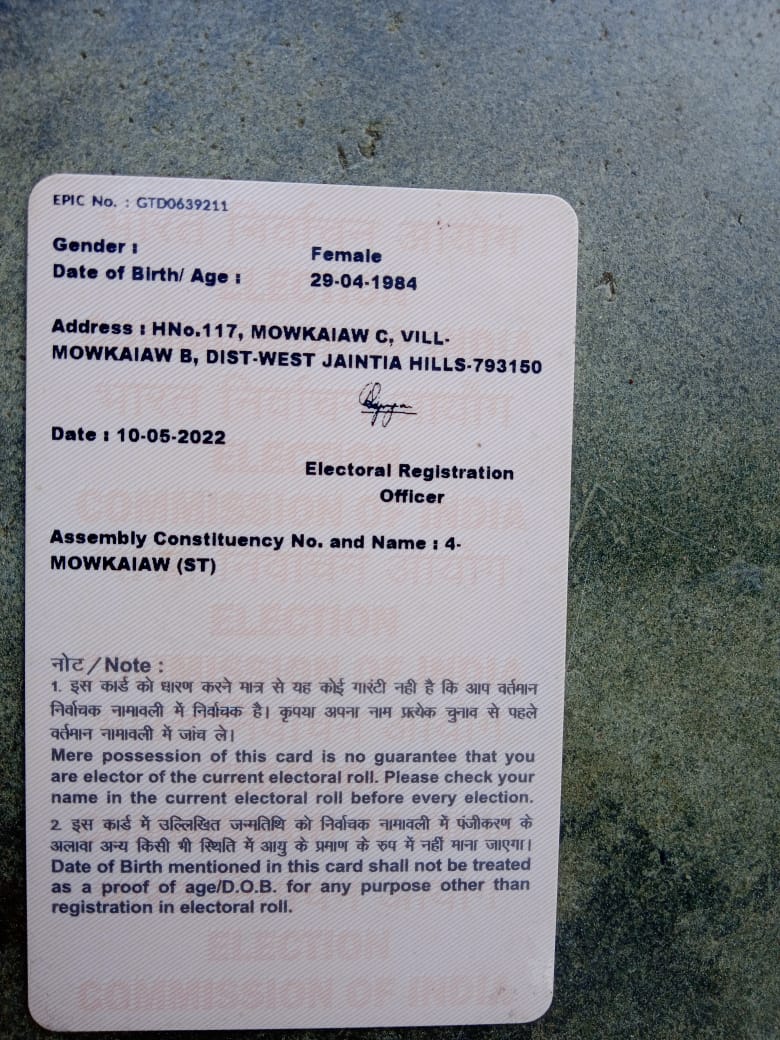 EPIC No. : GTD0639211
Gender : Female
Date of Birth/ Age : 29-04-1984
Address : HNo.117, MOWKAIAW C, VILL-
MOWKAIAW B, DIST-WEST JAINTIA HILLS-793150
Date : 10-05-2022
Electoral Registration
Officer
Assembly Constituency No. and Name : 4-
MOWKAIAW (ST)
नोट/Note :
1. इस कार्ड को धारण करने मात्र से यह कोई गारंटी नही है कि आप वर्तमान
निर्वाचक नामावली में निर्वाचक है। कृपया अपना नाम प्रत्येक चुनाव से पहले
वर्तमान नामावली में जांच ले।
Mere possession of this card is no guarantee that you
are elector of the current electoral roll. Please check your
name in the current electoral roll before every election.
2. इस कार्ड में उल्लिखित जन्मतिथि को निर्वाचक नामावली में पंजीकरण के
अलावा अन्य किसी भी स्थिति में आयु के प्रमाण के रुप में नहीं माना जाएगा।
Date of Birth mentioned in this card shall not be treated
as a proof of age/D.O.B. for any purpose other than
registration in electoral roll.
ELECTION
COMMISSION OF INDIA